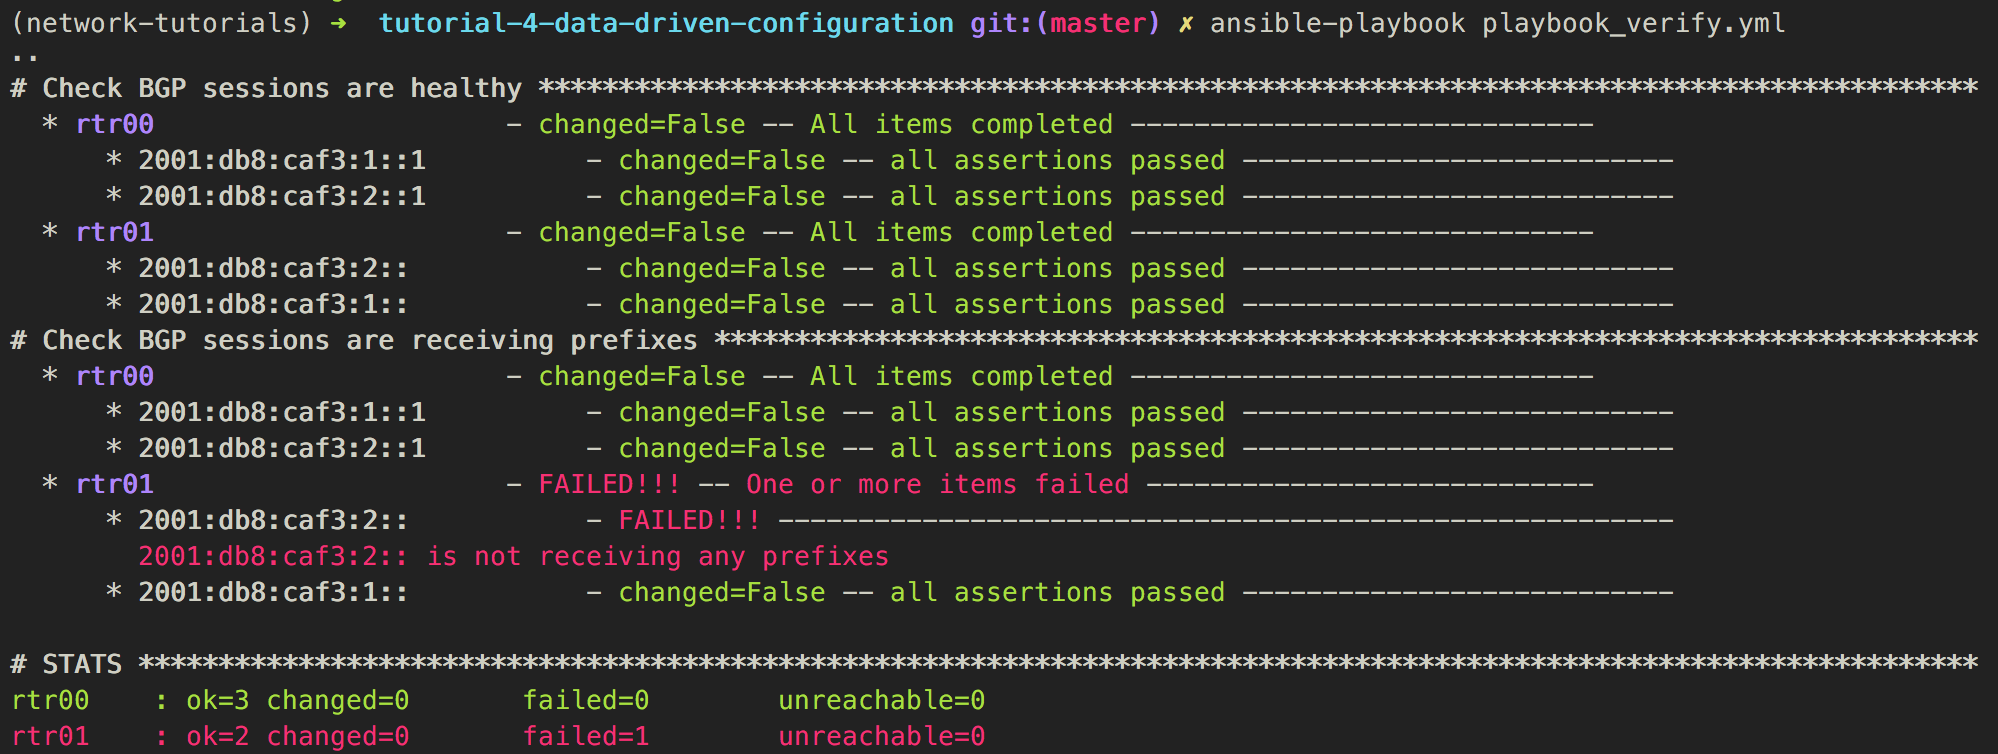 (network-tutorials) ➜  tutorial-4-data-driven-configuration git:(master) ✗ ansible-playbook playbook_verify.yml
..
# Check BGP sessions are healthy ******************************************************************************************
  * rtr00                      - changed=False -- All items completed -----------------------------
      * 2001:db8:caf3:1::1          - changed=False -- all assertions passed ---------------------------
      * 2001:db8:caf3:2::1          - changed=False -- all assertions passed ---------------------------
  * rtr01                      - changed=False -- All items completed -----------------------------
      * 2001:db8:caf3:2::           - changed=False -- all assertions passed ---------------------------
      * 2001:db8:caf3:1::           - changed=False -- all assertions passed ---------------------------
# Check BGP sessions are receiving prefixes *******************************************************************************
  * rtr00                      - changed=False -- All items completed -----------------------------
      * 2001:db8:caf3:1::1          - changed=False -- all assertions passed ---------------------------
      * 2001:db8:caf3:2::1          - changed=False -- all assertions passed ---------------------------
  * rtr01                      - FAILED!!! -- One or more items failed ----------------------------
      * 2001:db8:caf3:2::           - FAILED!!! --------------------------------------------------------
        2001:db8:caf3:2:: is not receiving any prefixes
      * 2001:db8:caf3:1::           - changed=False -- all assertions passed ---------------------------
# STATS *******************************************************************************************************************
rtr00    : ok=3 changed=0       failed=0        unreachable=0
rtr01    : ok=2 changed=0       failed=1        unreachable=0